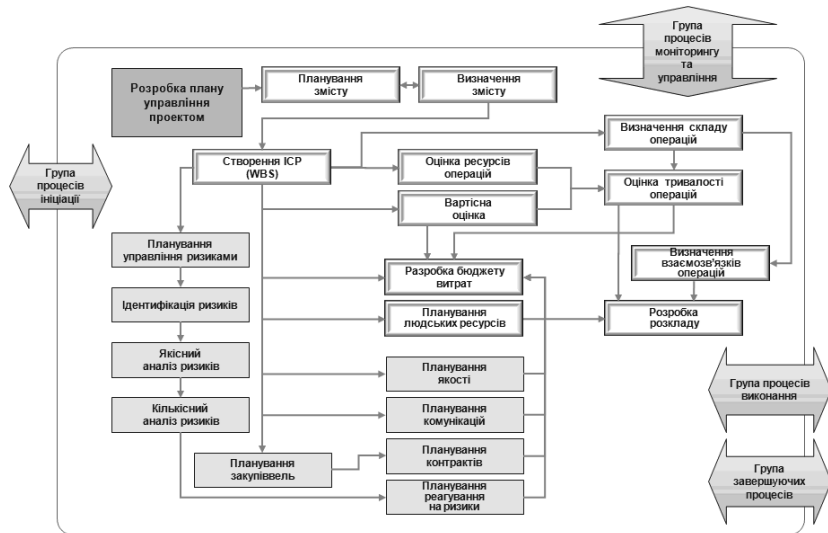 Група
процесів
моніторингу
та
управління
Розробка плану
управління
проектом
Планування
змісту
Визначення
змісту
Визначення складу
операцій
Група
процесів
ініціації
Створення ІСР
(WBS)
Оцінка ресурсів
операцій
Оцінка тривалості
операцій
Вартісна
оцінка
Планування
управління ризиками
Визначення
взаємозв'язків
операцій
Разробка бюджету
витрат
Ідентифікація ризиків
Планування
людських ресурсів
Розробка
розкладу
Якісний
аналіз ризиків
Планування
якості
Група процесів
виконання
Кількісний
аналіз ризиків
Планування
комунікацій
Планування
закупіввель
Планування
контрактів
Група
завершуючих
процесів
Планування
реагування
на ризики